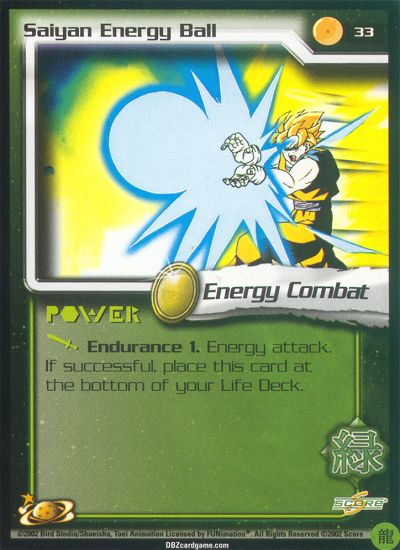 Saiyan Energy Ball
33
Energy Combat
POWER
Endurance 1. Energy attack.
If successful, place this card at
the bottom of your Life Deck.
緑
SCORE
©2002 Bird Studio/Shueisha, Toei Animation Licensed by FUNimation®. All Rights Reserved ©2002 Score
DBZcardgame.com
龍